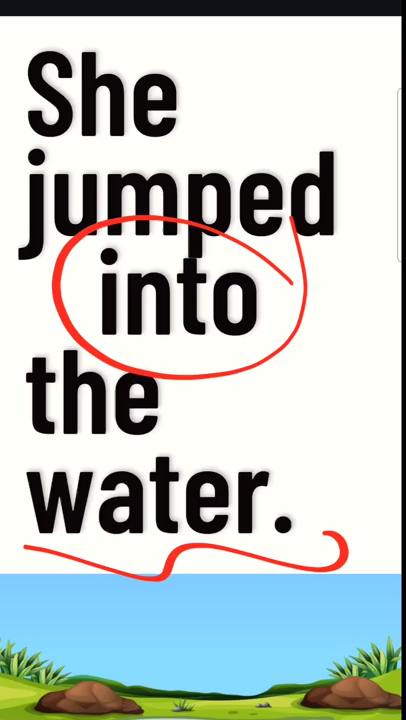 She
jumped
into
the
water.